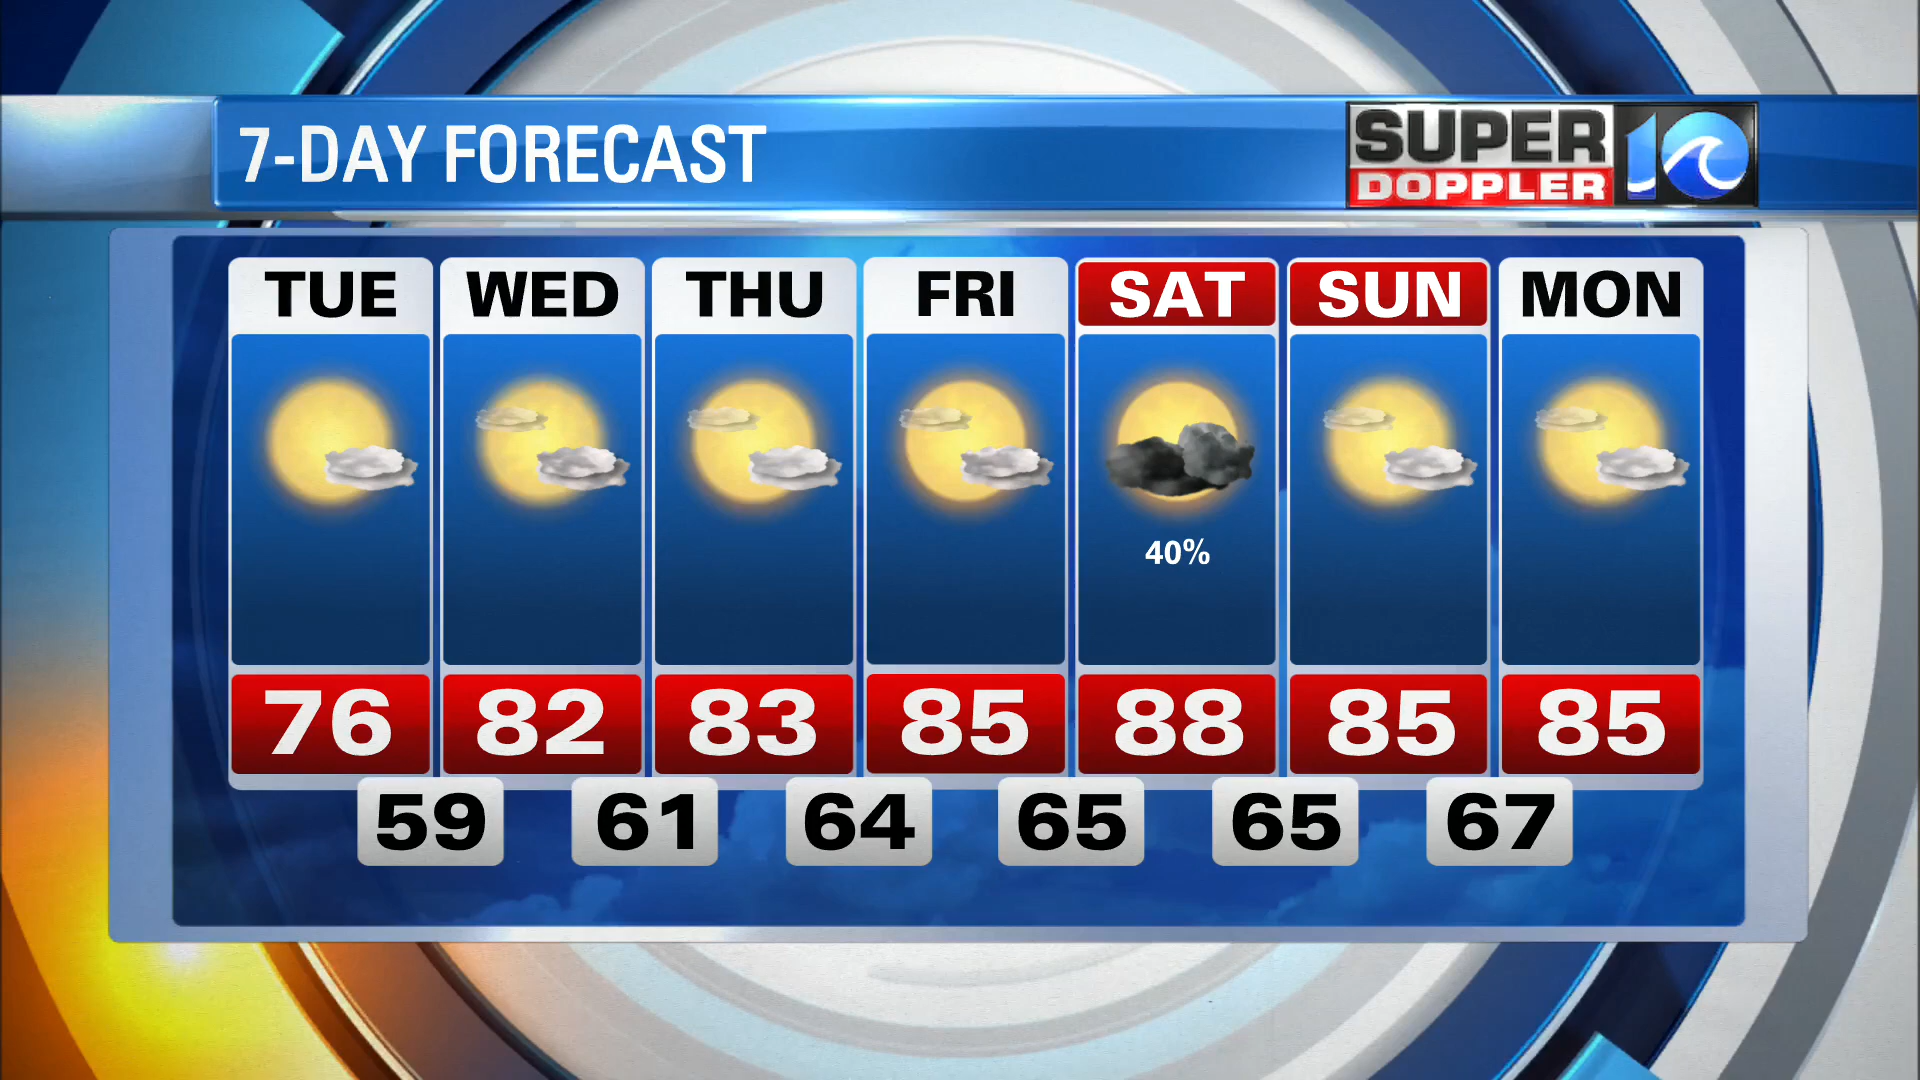 7-DAY FORECAST
SUPER
DOPPLER
10
TUE WED THU FRI SAT SUN MON
40%
76 82 83 85 88 85 85
59 61 64 65 65 67